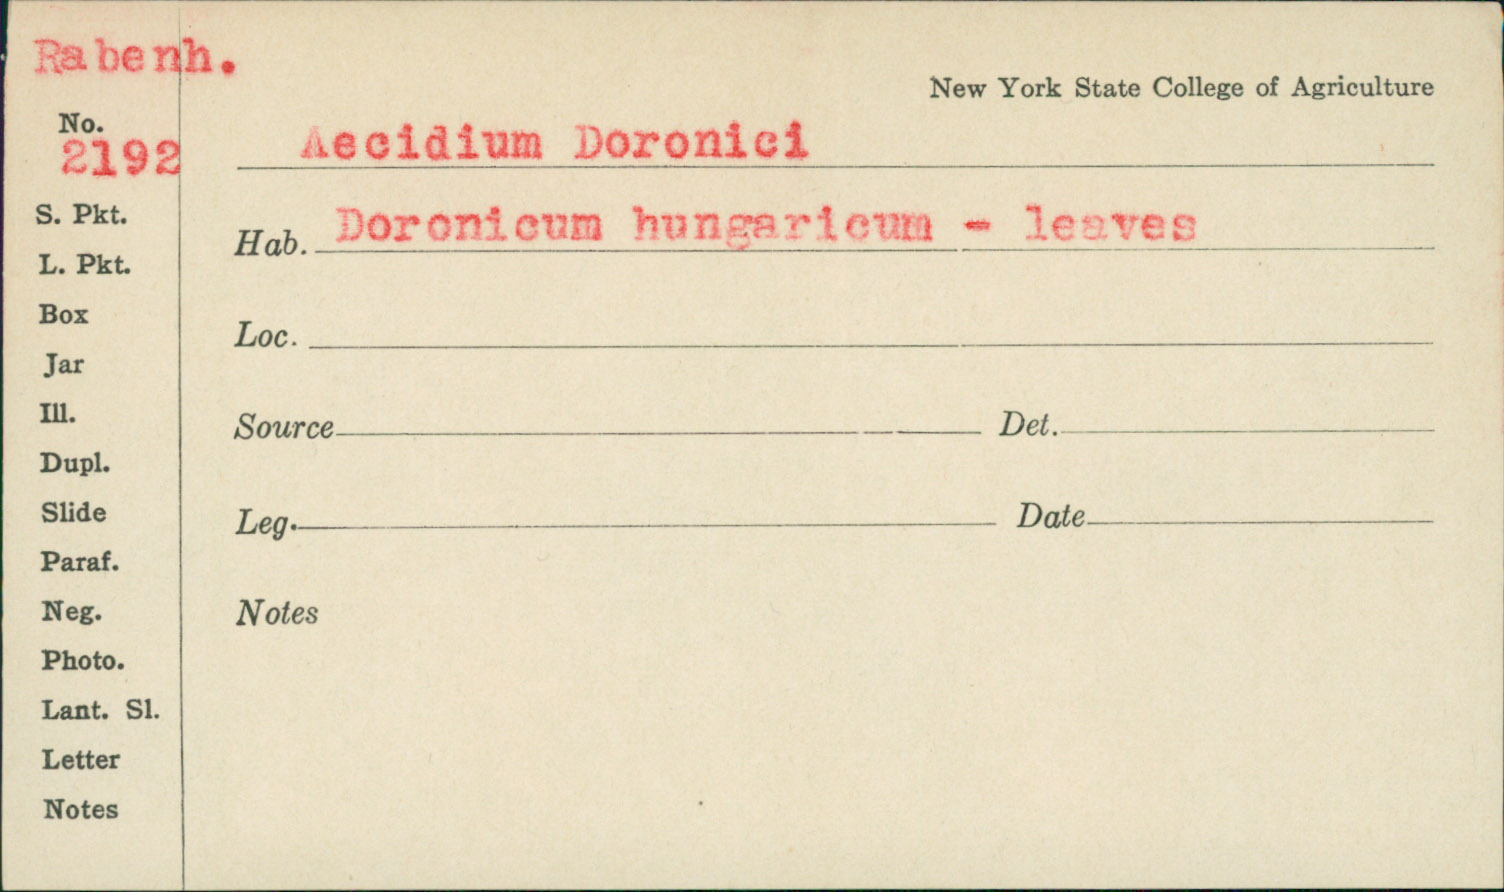 Rabenh.
New York State College of Agriculture
No.
2192
Aecidium Doronici
Hab. Doronicum hungaricum - leaves
Loc.
Source Det.
Leg. Date
Notes
S. Pkt.
L. Pkt.
Box
Jar
Ill.
Dupl.
Slide
Paraf.
Neg.
Photo.
Lant. Sl.
Letter
Notes